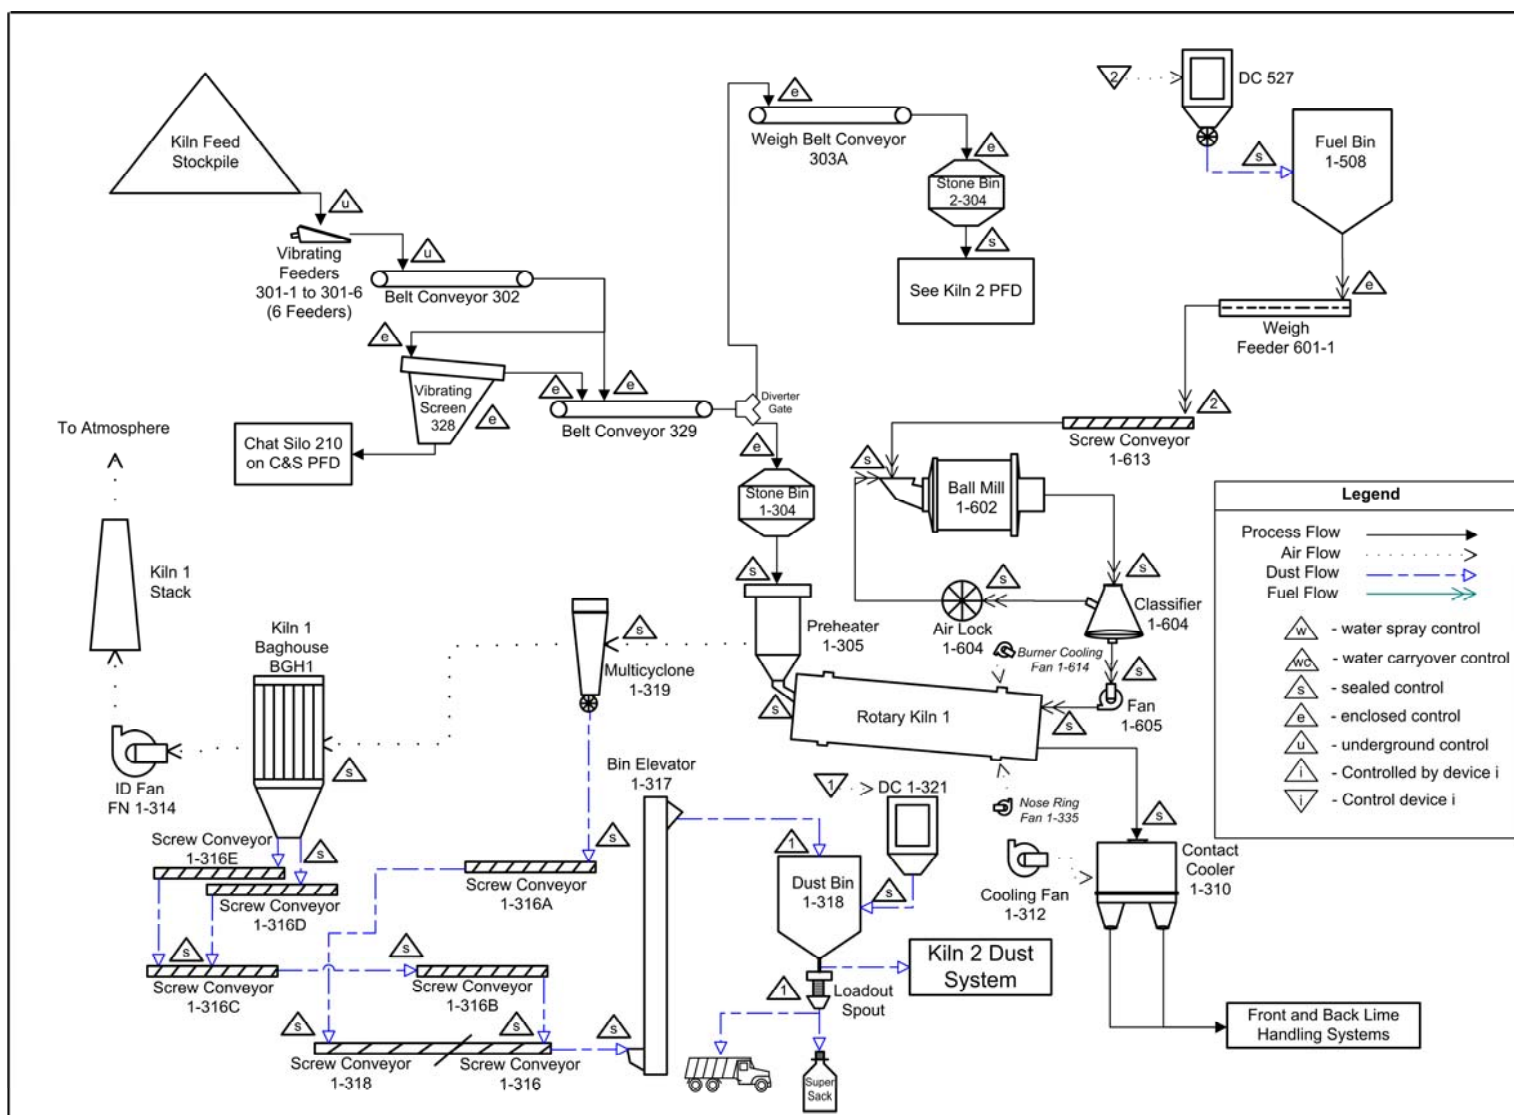 Kiln Feed
Stockpile
u
Vibrating
Feeders
301-1 to 301-6
(6 Feeders)
u
Belt Conveyor 302
e
Vibrating
Screen
328
e
Chat Silo 210
on C&S PFD
e
e
Belt Conveyor 329
Diverter
Gate
e
Weigh Belt Conveyor
303A
e
Stone Bin
2-304
s
See Kiln 2 PFD
2
DC 527
s
Fuel Bin
1-508
e
Weigh
Feeder 601-1
2
Screw Conveyor
1-613
e
Stone Bin
1-304
s
Preheater
1-305
s
s
Ball Mill
1-602
s
Classifier
1-604
s
Air Lock
1-604
s
Fan
1-605
s
Burner Cooling
Fan 1-614
Rotary Kiln 1
Nose Ring
Fan 1-335
To Atmosphere
Kiln 1
Stack
Kiln 1
Baghouse
BGH1
s
ID Fan
FN 1-314
s
Multicyclone
1-319
s
Screw Conveyor
1-316E
s
Screw Conveyor
1-316D
Screw Conveyor
1-316A
s
Screw Conveyor
1-316C
s
Screw Conveyor
1-316B
s
Screw Conveyor
1-318
s
Screw Conveyor
1-316
s
Bin Elevator
1-317
1
DC 1-321
1
Dust Bin
1-318
s
Kiln 2 Dust
System
1
Loadout
Spout
Super
Sack
Cooling Fan
1-312
s
Contact
Cooler
1-310
Front and Back Lime
Handling Systems
Legend
Process Flow
Air Flow
Dust Flow
Fuel Flow
w - water spray control
wc - water carryover control
s - sealed control
e - enclosed control
u - underground control
i - Controlled by device i
i - Control device i